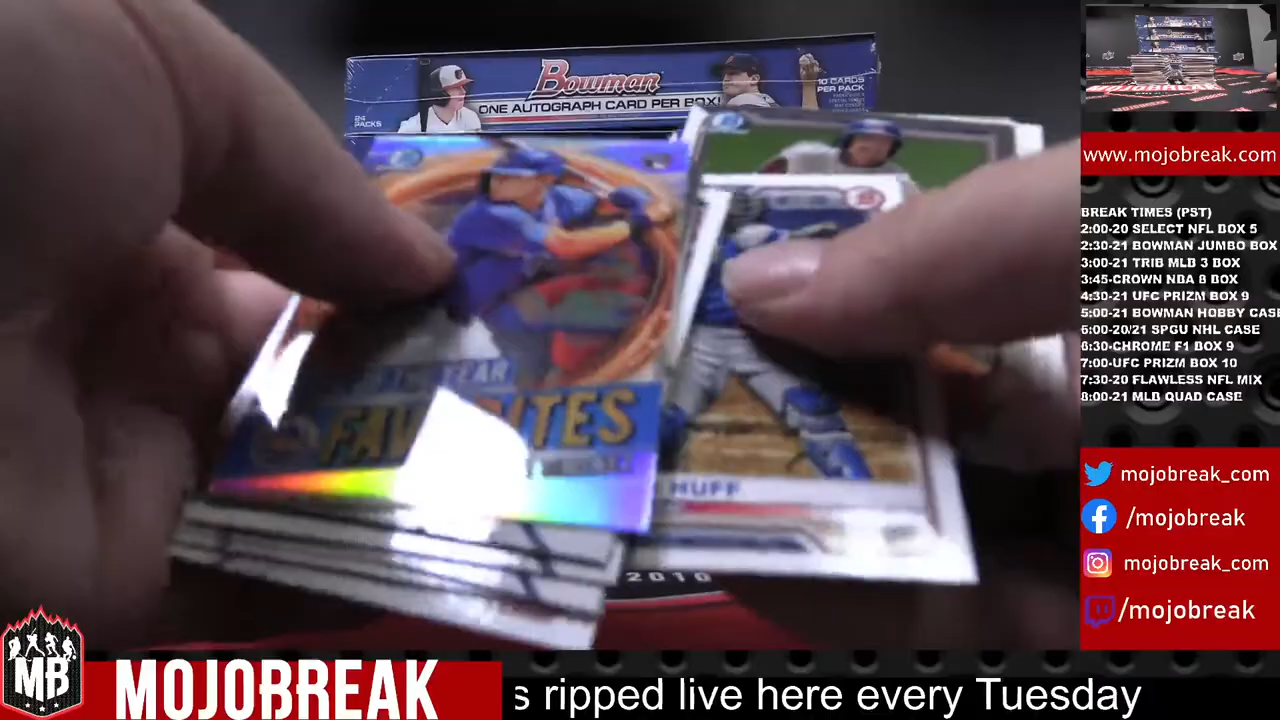 Bowman
ONE AUTOGRAPH CARD PER BOX!
24
PACKS
10 CARDS
PER PACK
YEAR
HUFF
2010
www.mojobreak.com
BREAK TIMES (PST)
2:00-20 SELECT NFL BOX 5
2:30-21 BOWMAN JUMBO BOX
3:00-21 TRIB MLB 3 BOX
3:45-CROWN NBA 8 BOX
4:30-21 UFC PRIZM BOX 9
5:00-21 BOWMAN HOBBY CASE
6:00-20/21 SPGU NHL CASE
6:30-CHROME F1 BOX 9
7:00-UFC PRIZM BOX 10
7:30-20 FLAWLESS NFL MIX
8:00-21 MLB QUAD CASE
mojobreak_com
/mojobreak
mojobreak_com
/mojobreak
MB
MOJOBREAK
s ripped live here every Tuesday